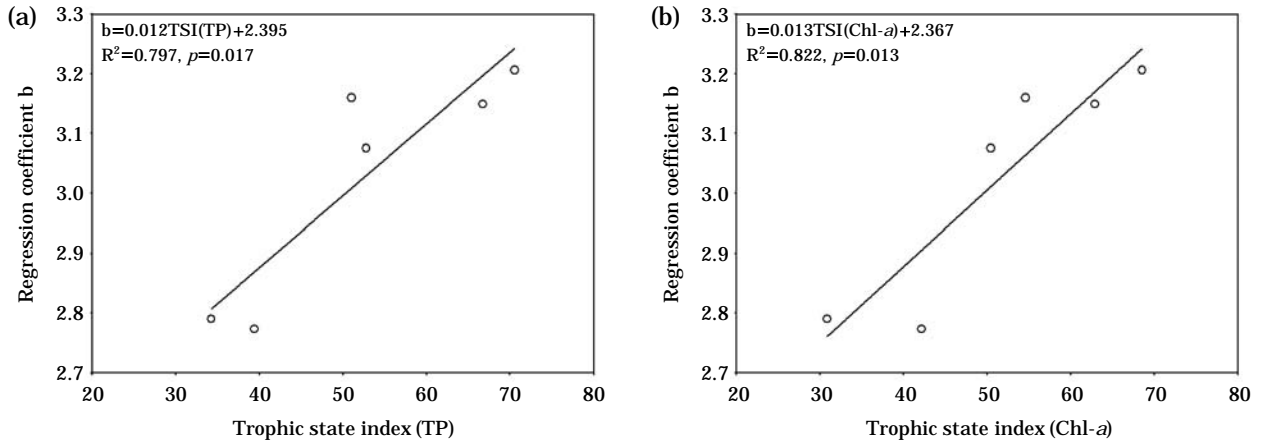 (a)
b=0.012TSI(TP)+2.395
R²=0.797, p=0.017
Regression coefficient b
3.3
3.2
3.1
3.0
2.9
2.8
2.7
20 30 40 50 60 70 80
Trophic state index (TP)
(b)
b=0.013TSI(Chl-a)+2.367
R²=0.822, p=0.013
Regression coefficient b
3.3
3.2
3.1
3.0
2.9
2.8
2.7
20 30 40 50 60 70 80
Trophic state index (Chl-a)